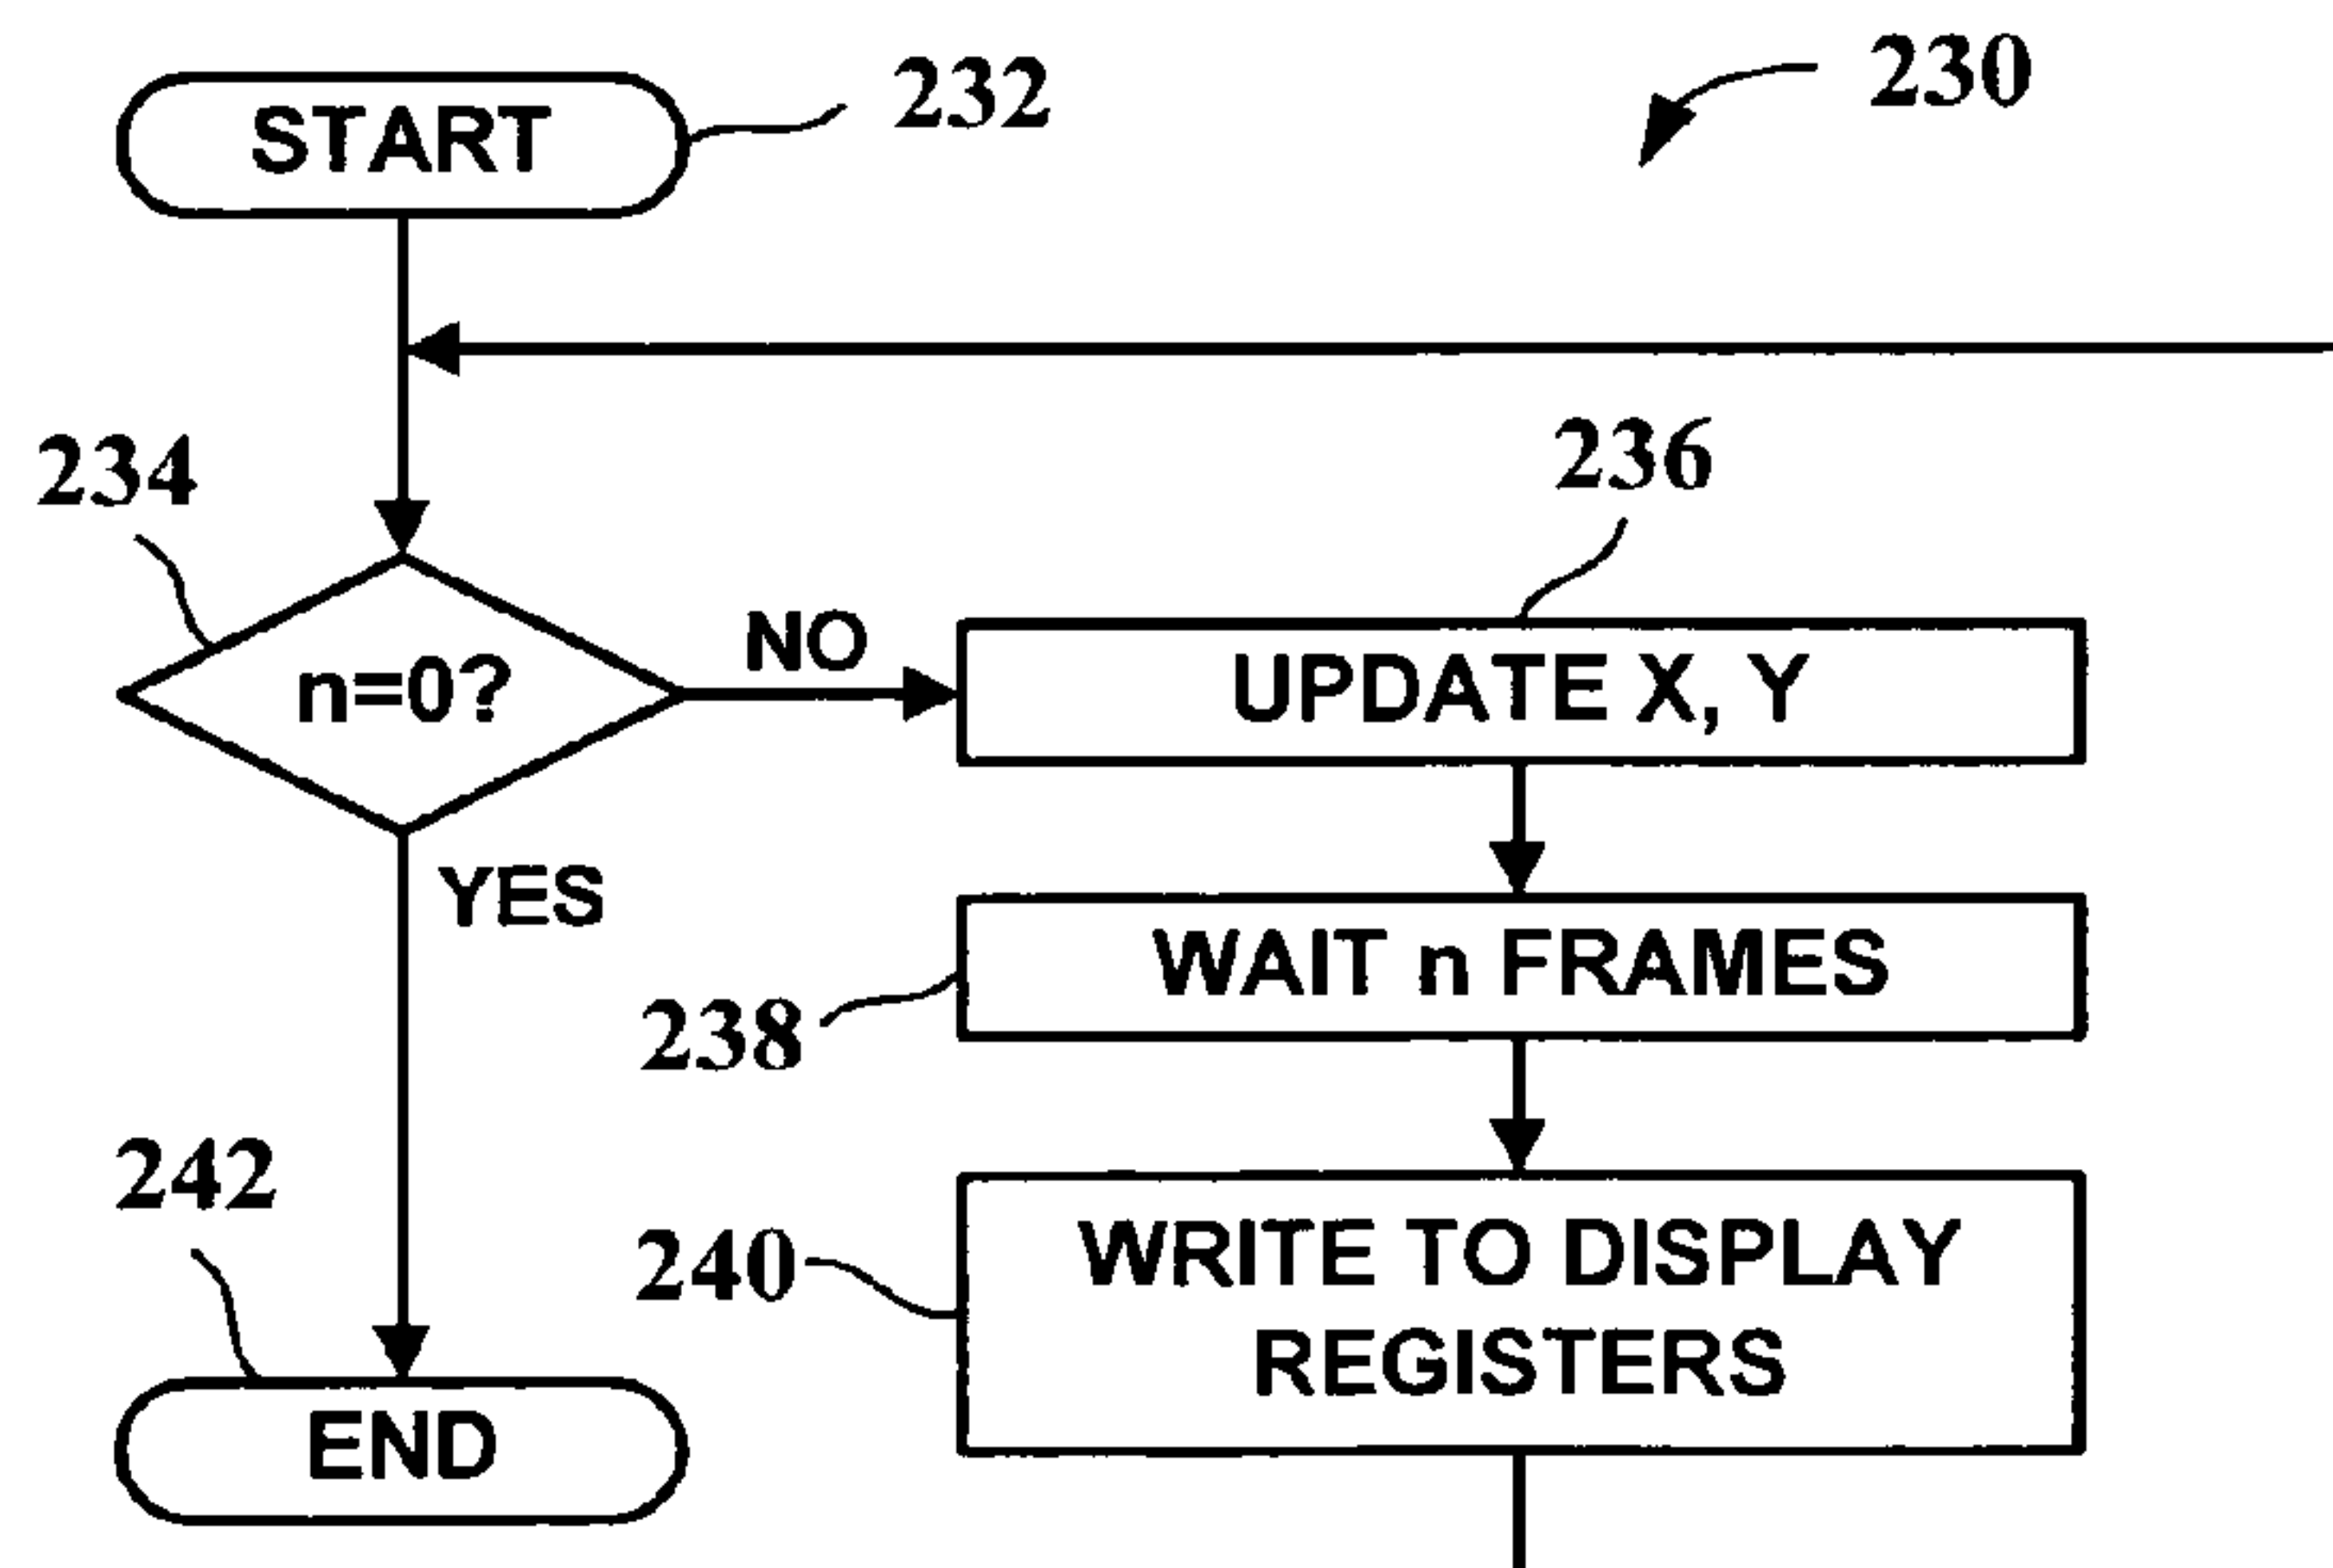 START
232
230
234
236
n=0?
NO
UPDATE X, Y
YES
WAIT n FRAMES
238
242
240
WRITE TO DISPLAY
REGISTERS
END